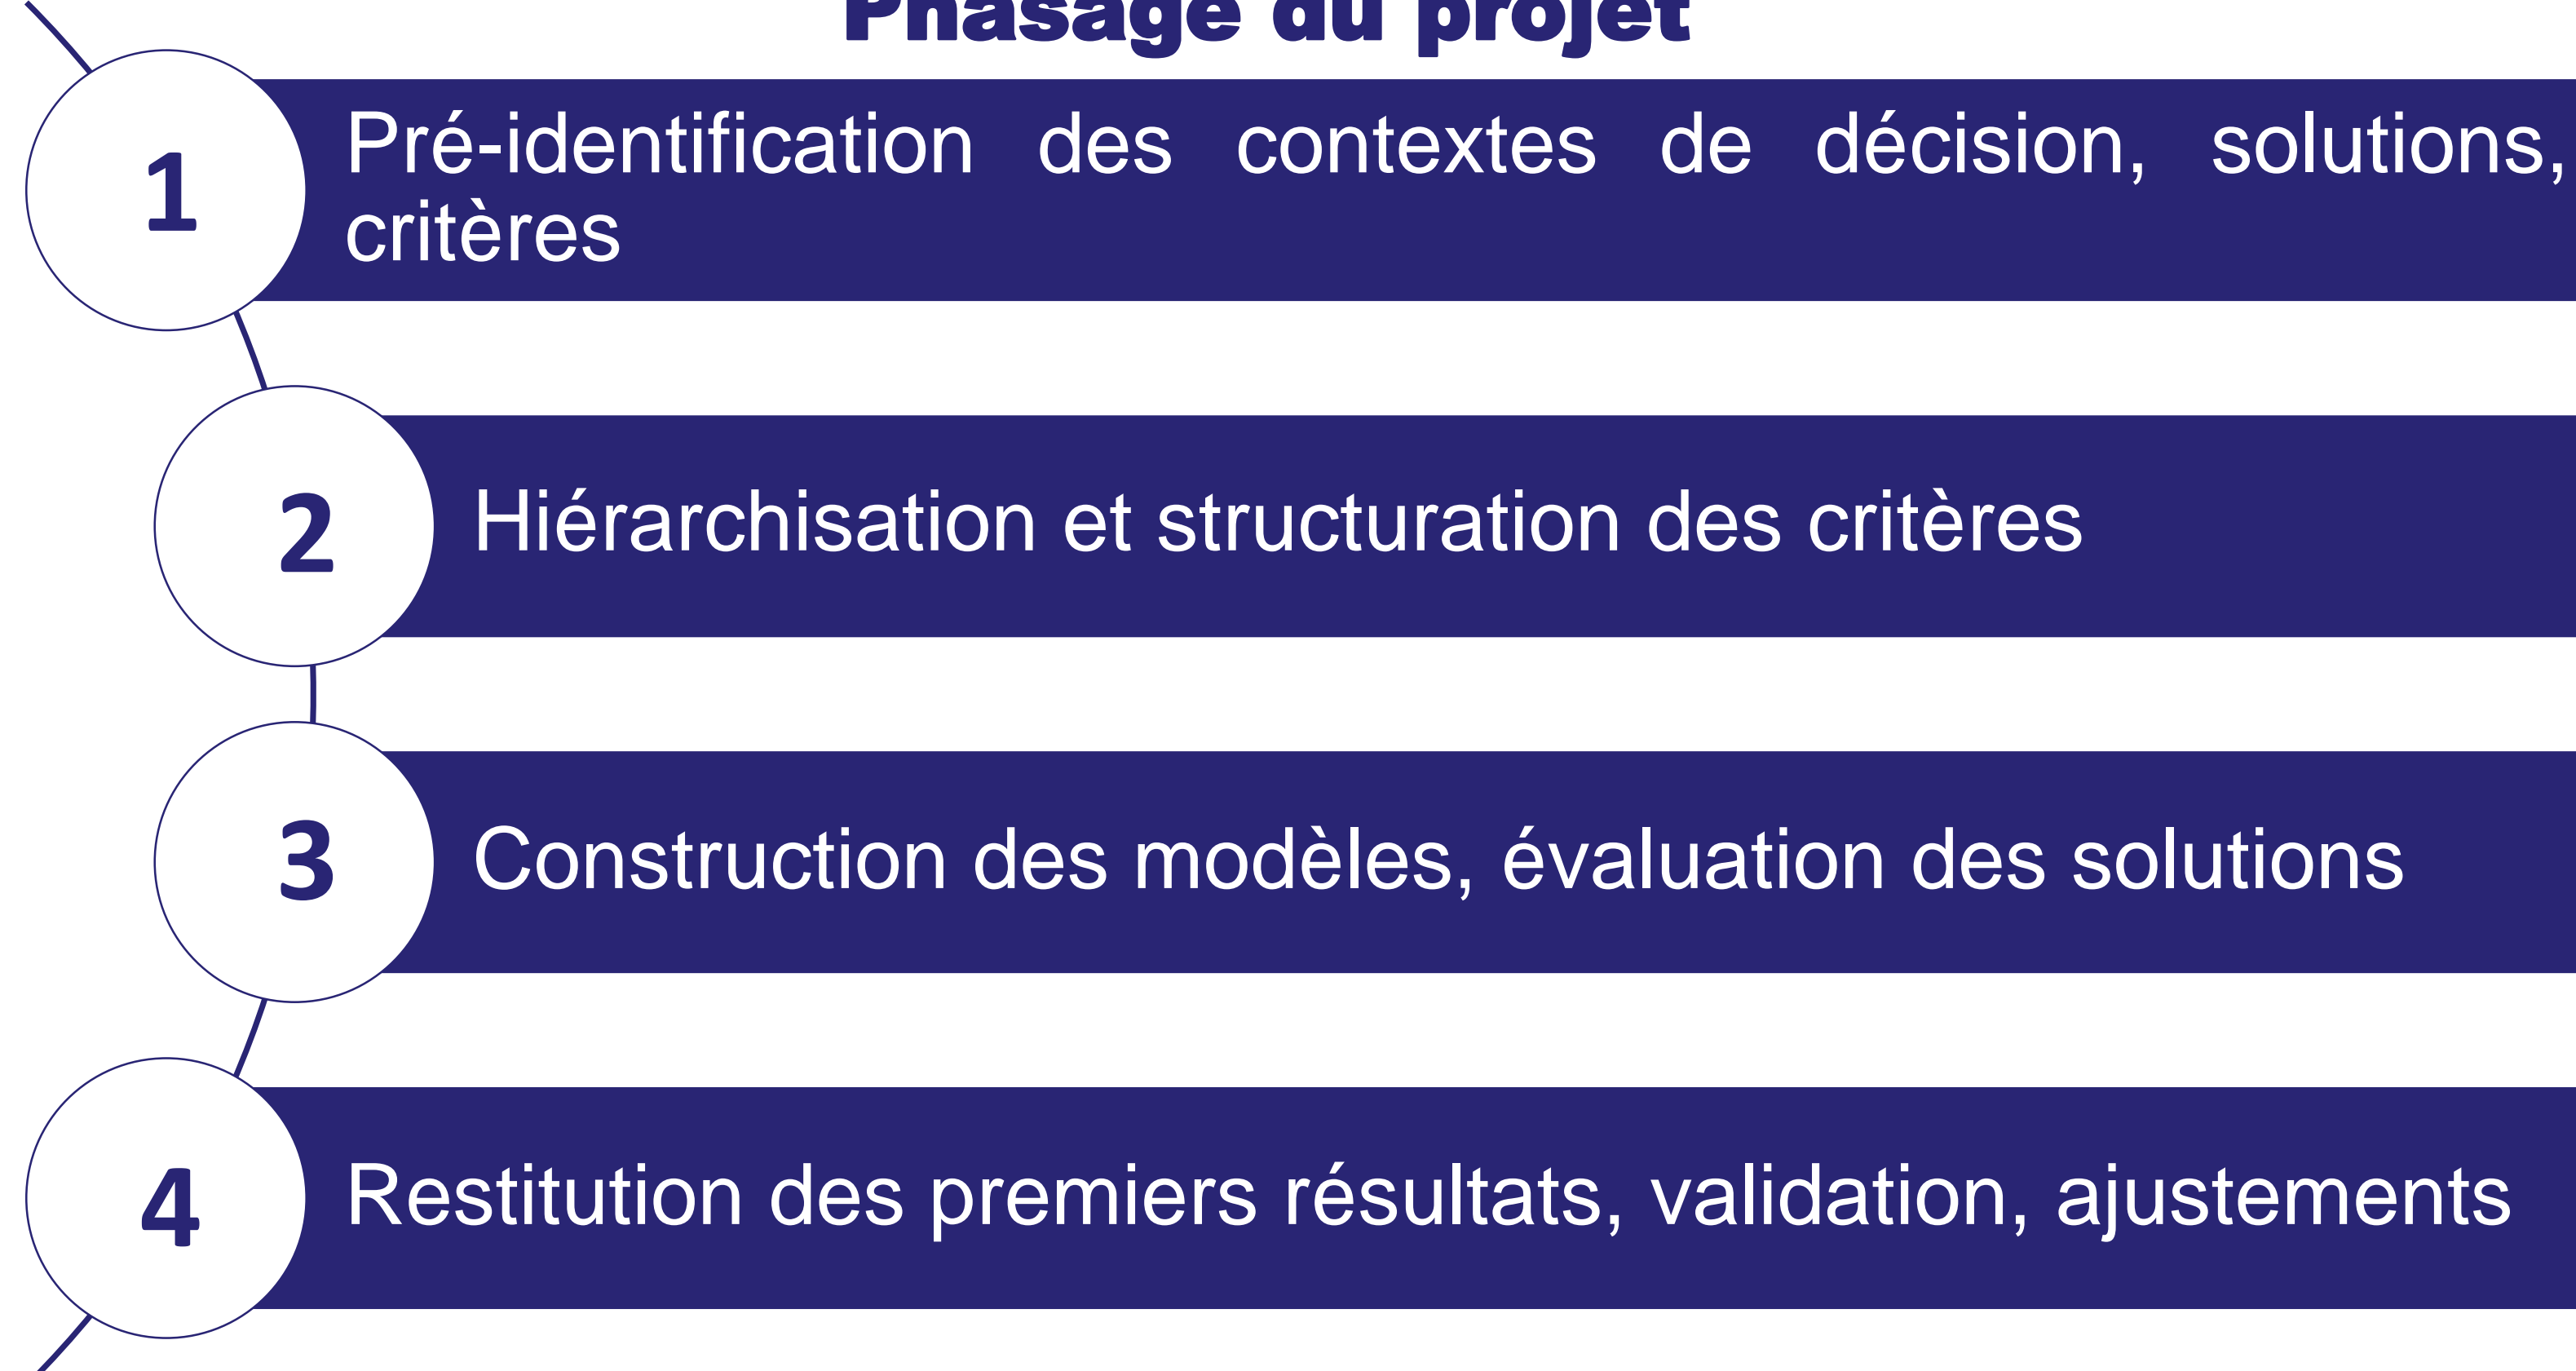 Phasage du projet
1
Pré-identification des contextes de décision, solutions,
critères
2
Hiérarchisation et structuration des critères
3
Construction des modèles, évaluation des solutions
4
Restitution des premiers résultats, validation, ajustements